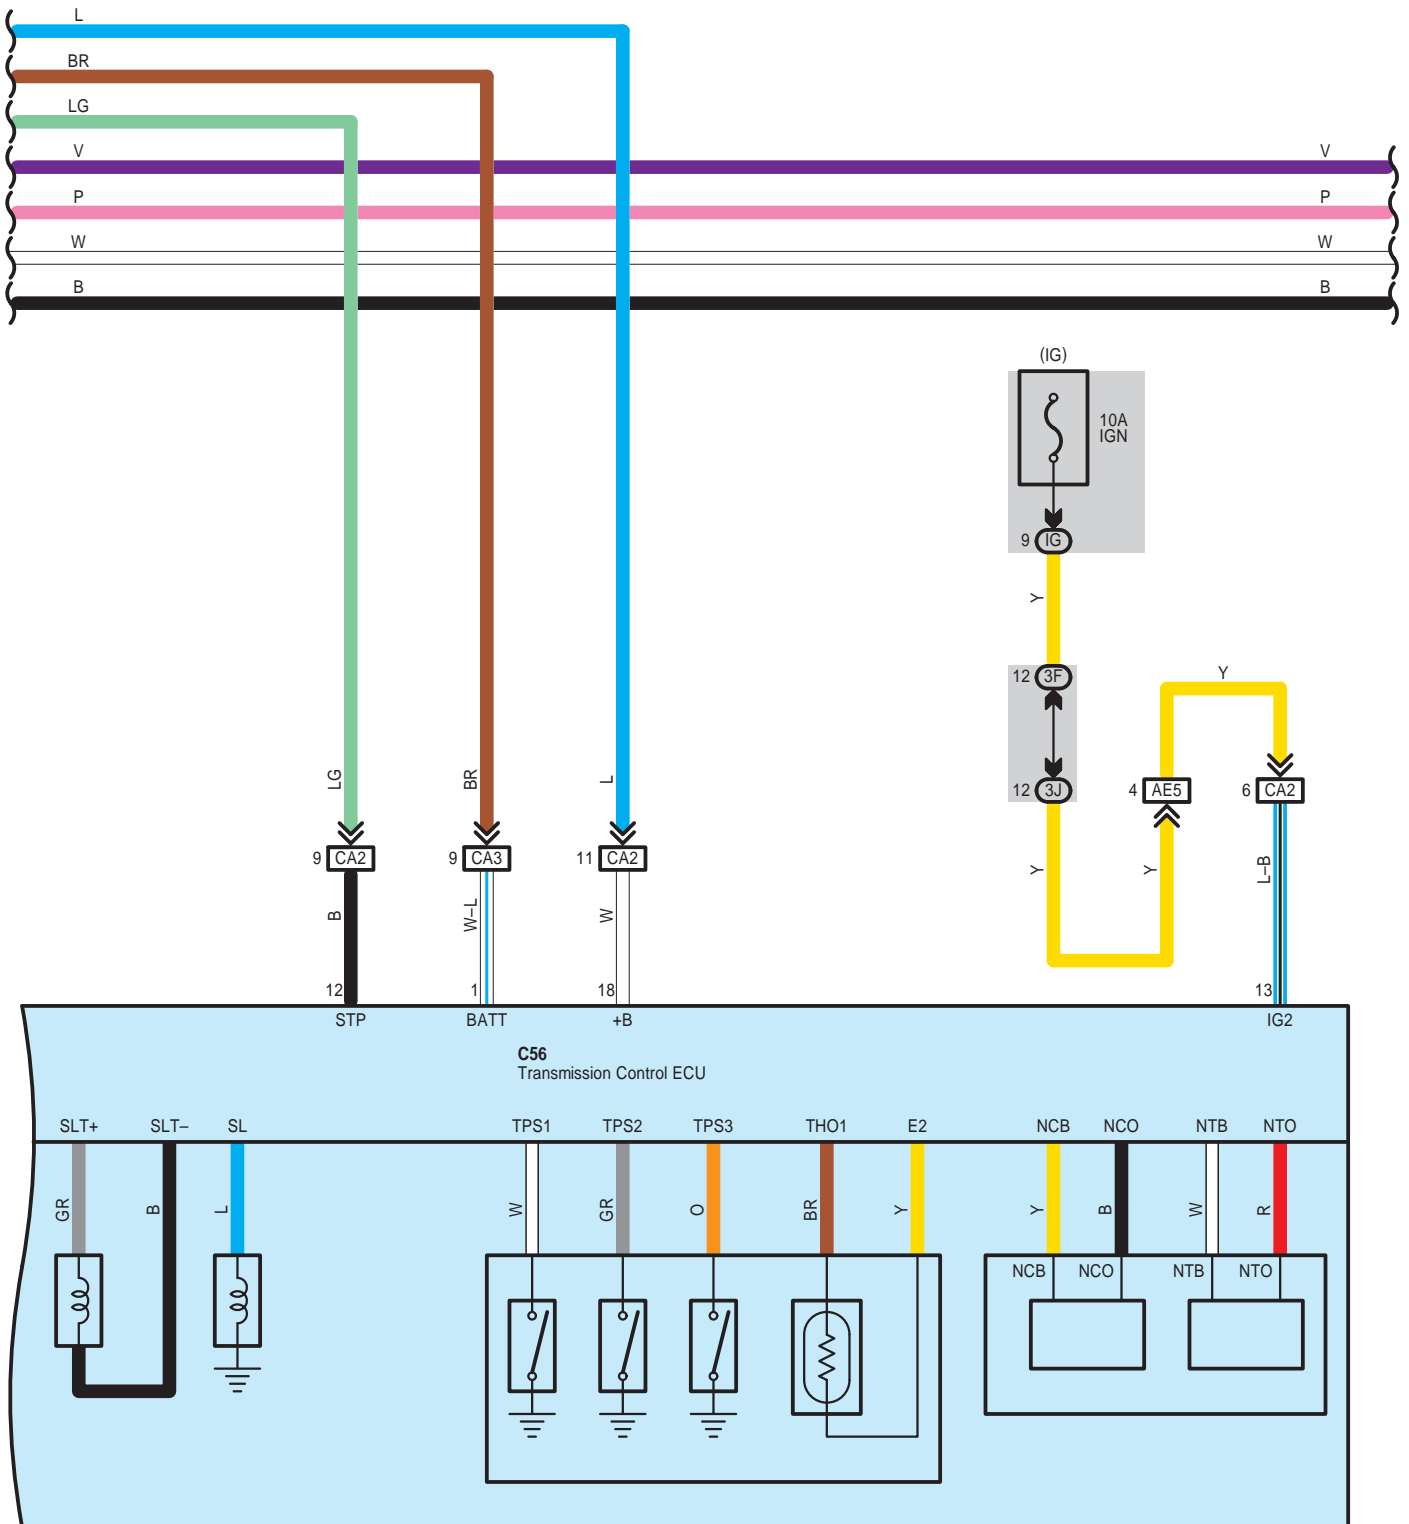 L
BR
LG
V V
P P
W W
B B
(IG)
10A
IGN
9 IG
Y
12 3F
Y
LG BR L
12 3J 4 AE5 6 CA2
9 CA2 9 CA3 11 CA2
Y Y L–B
B W–L W
12 1 18 13
STP BATT +B IG2
C56
Transmission Control ECU
SLT+ SLT– SL TPS1 TPS2 TPS3 THO1 E2 NCB NCO NTB NTO
GR B L W GR O BR Y Y B W R
NCB NCO NTB NTO